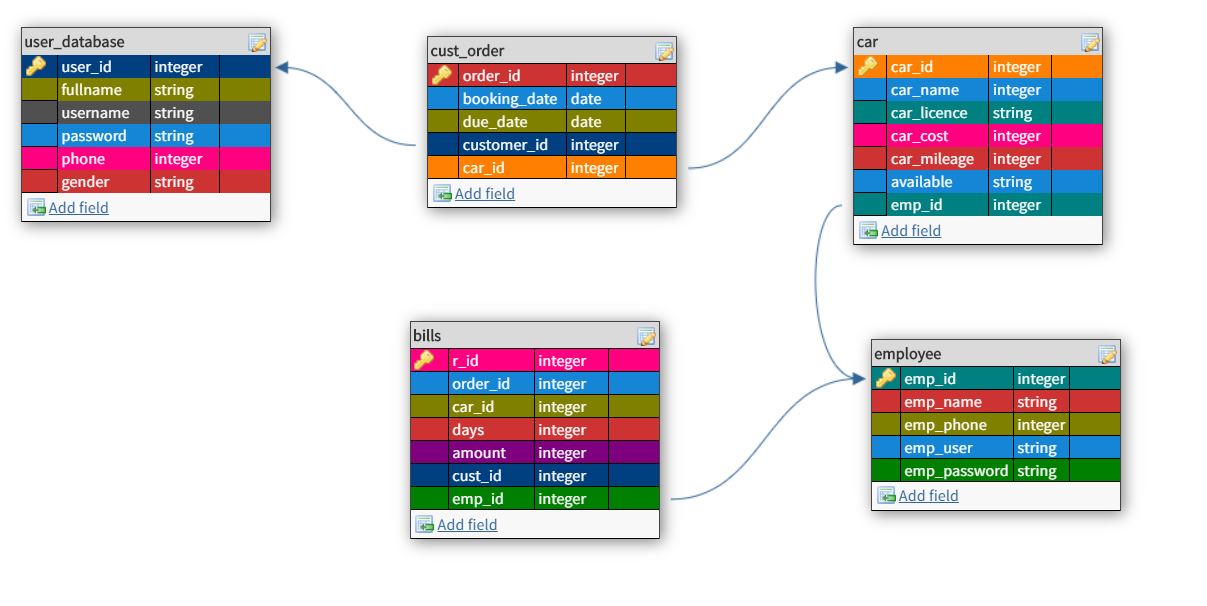 user_database
user_id integer
fullname string
username string
password string
phone integer
gender string
Add field
cust_order
order_id integer
booking_date date
due_date date
customer_id integer
car_id integer
Add field
car
car_id integer
car_name integer
car_licence string
car_cost integer
car_mileage integer
available string
emp_id integer
Add field
bills
r_id integer
order_id integer
car_id integer
days integer
amount integer
cust_id integer
emp_id integer
Add field
employee
emp_id integer
emp_name string
emp_phone integer
emp_user string
emp_password string
Add field